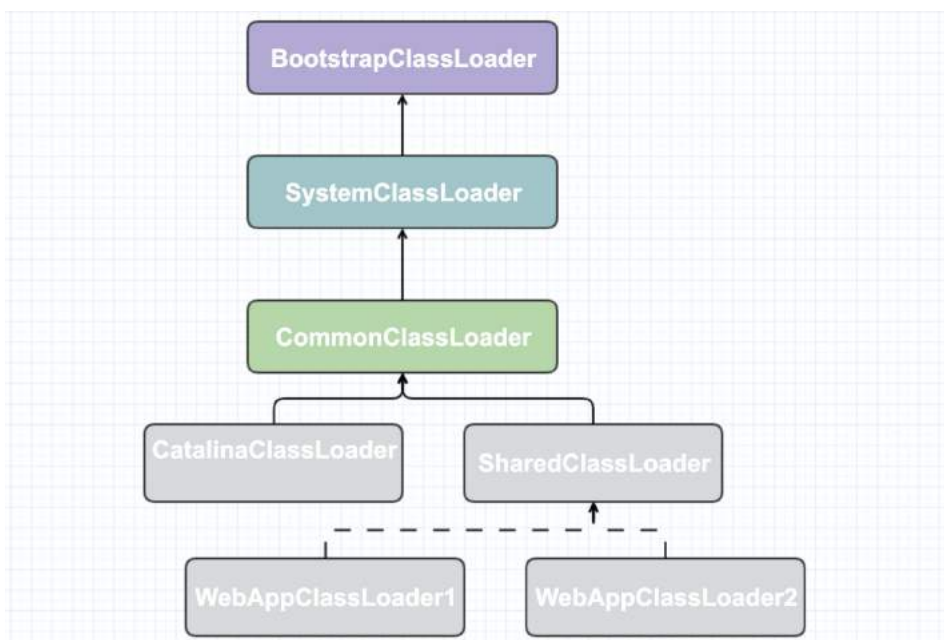 BootstrapClassLoader
SystemClassLoader
CommonClassLoader
CatalinaClassLoader
SharedClassLoader
WebAppClassLoader1
WebAppClassLoader2